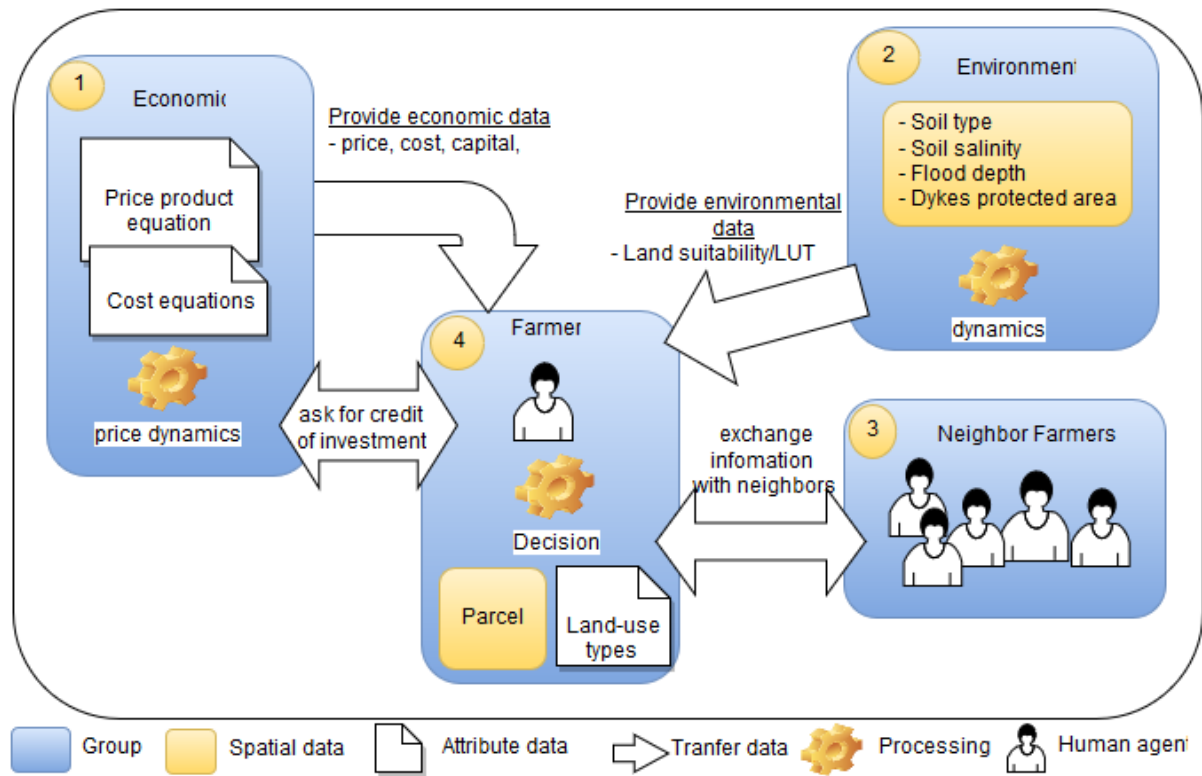 1
Economic
Price product
equation
Cost equations
price dynamics
Provide economic data
- price, cost, capital,
2
Environment
- Soil type
- Soil salinity
- Flood depth
- Dykes protected area
dynamics
Provide environmental
data
- Land suitability/LUT
4
Farmer
Decision
Parcel
Land-use
types
ask for credit
of investment
exchange
infomation
with neighbors
3
Neighbor Farmers
Group
Spatial data
Attribute data
Tranfer data
Processing
Human agent